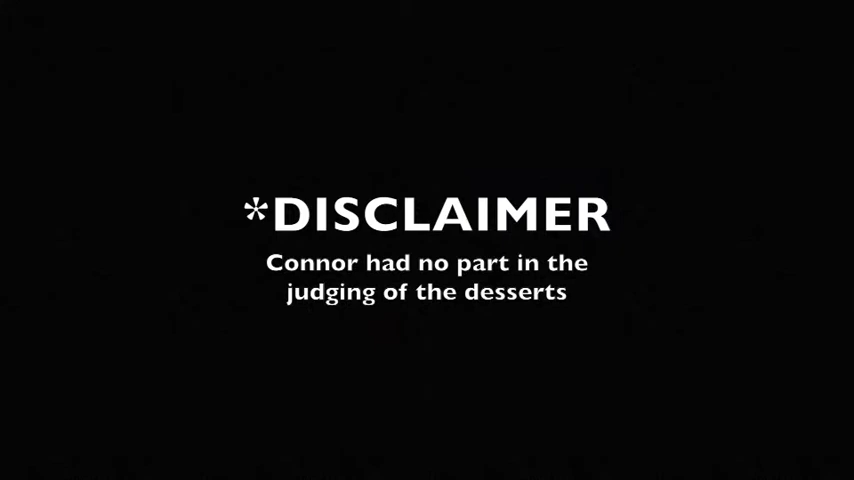 *DISCLAIMER
Connor had no part in the
judging of the desserts